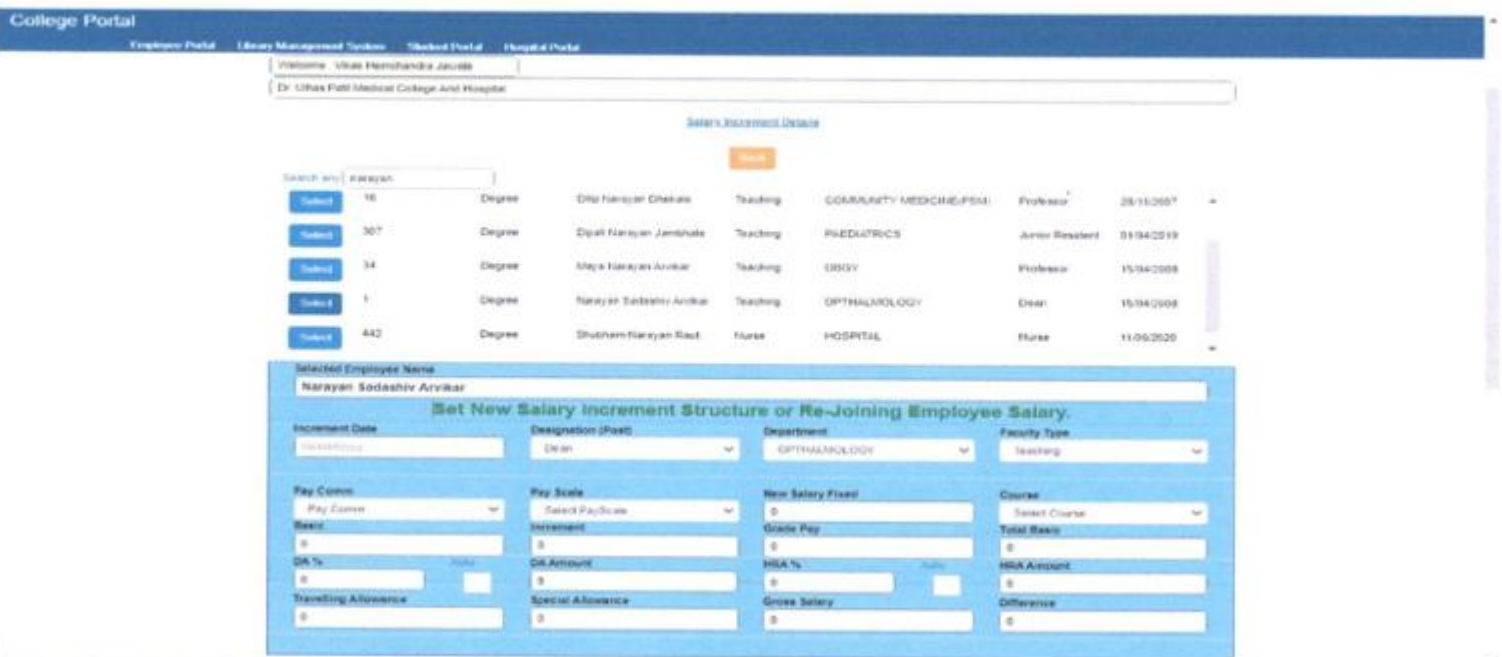 College Portal
Employee Portal Library Management System Student Portal Hospital Portal
Welcome : Vikas Hemchandra
Dr. Ulhas Patil Medical College And Hospital
Salary Increment Details
Back
Search any narayan
Select 16 Degree Dilip Narayan Dhekale Teaching COMMUNITY MEDICINE(PSM) Professor
Select 307 Degree Dipali Narayan Jambhale Teaching PAEDIATRICS Junior Resident 01/04/2019
Select 34 Degree Maya Narayan Arvikar Teaching OBGY Professor 15/04/2008
Select 1 Degree Narayan Sadashiv Arvikar Teaching OPTHALMOLOGY Dean 15/04/2008
Select 442 Degree Shubham Narayan Raut Nurse HOSPITAL Nurse 11/06/2020
Selected Employee Name
Narayan Sadashiv Arvikar
Set New Salary Increment Structure or Re-Joining Employee Salary.
Increment Date Designation (Post) Department Faculty Type
Dean OPTHALMOLOGY Teaching
Pay Comm Pay Scale New Salary Fixed Course
Pay Comm Select PayScale 0 Select Course
Basic Increment Grade Pay Total Basic
0 0 0 0
DA % Auto DA Amount HRA % Auto HRA Amount
0 0 0 0
Travelling Allowance Special Allowance Gross Salary Difference
0 0 0 0